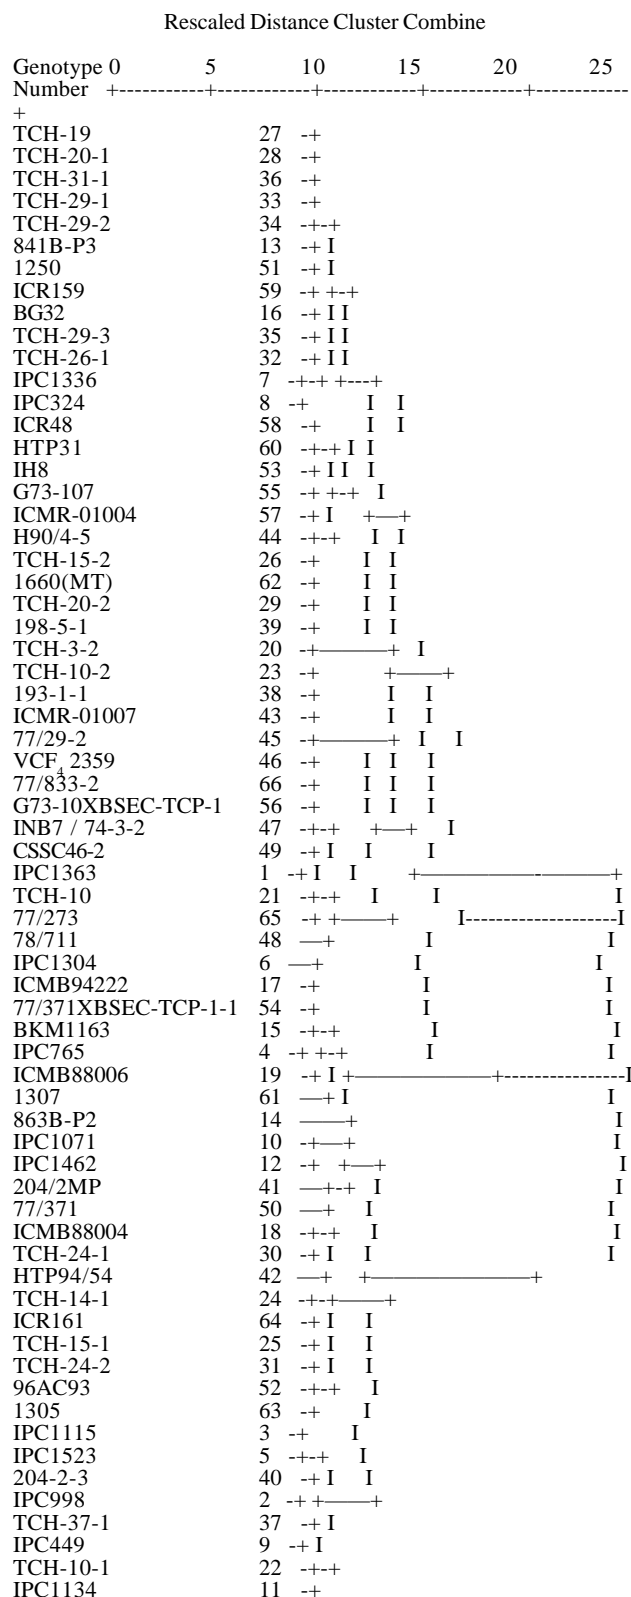 Rescaled Distance Cluster Combine
Genotype 0 5 10 15 20 25
Number +-----------+-------------+-------------+-------------+-------------
+
TCH-19 27 -+
TCH-20-1 28 -+
TCH-31-1 36 -+
TCH-29-1 33 -+
TCH-29-2 34 -+-+
841B-P3 13 -+ I
1250 51 -+ I
ICR159 59 -+ +-+
BG32 16 -+ I I
TCH-29-3 35 -+ I I
TCH-26-1 32 -+ I I
IPC1336 7 -+-+ +---+
IPC324 8 -+ I I
ICR48 58 -+ I I
HTP31 60 -+-+ I I
IH8 53 -+ I I I
G73-107 55 -+ +-+ I
ICMR-01004 57 -+ I +—+
H90/4-5 44 -+-+ I I
TCH-15-2 26 -+ I I
1660(MT) 62 -+ I I
TCH-20-2 29 -+ I I
198-5-1 39 -+ I I
TCH-3-2 20 -+———+ I
TCH-10-2 23 -+ +——+
193-1-1 38 -+ I I
ICMR-01007 43 -+ I I
77/29-2 45 -+———+ I I
VCF4 2359 46 -+ I I I
77/833-2 66 -+ I I I
G73-10XBSEC-TCP-1 56 -+ I I I
INB7 / 74-3-2 47 -+-+ +—+ I
CSSC46-2 49 -+ I I I
IPC1363 1 -+ I I +—————-———+
TCH-10 21 -+-+ I I I
77/273 65 -+ +——+ I---------------------I
78/711 48 —+ I I
IPC1304 6 —+ I I
ICMB94222 17 -+ I I
77/371XBSEC-TCP-1-1 54 -+ I I
BKM1163 15 -+-+ I I
IPC765 4 -+ +-+ I I
ICMB88006 19 -+ I +——————+----------------I
1307 61 —+ I I
863B-P2 14 ——+ I
IPC1071 10 -+—+ I
IPC1462 12 -+ +—+ I
204/2MP 41 —+-+ I I
77/371 50 —+ I I
ICMB88004 18 -+-+ I I
TCH-24-1 30 -+ I I I
HTP94/54 42 —+ +———————+
TCH-14-1 24 -+-+——+
ICR161 64 -+ I I
TCH-15-1 25 -+ I I
TCH-24-2 31 -+ I I
96AC93 52 -+-+ I
1305 63 -+ I
IPC1115 3 -+ I
IPC1523 5 -+-+ I
204-2-3 40 -+ I I
IPC998 2 -+ +——+
TCH-37-1 37 -+ I
IPC449 9 -+ I
TCH-10-1 22 -+-+
IPC1134 11 -+